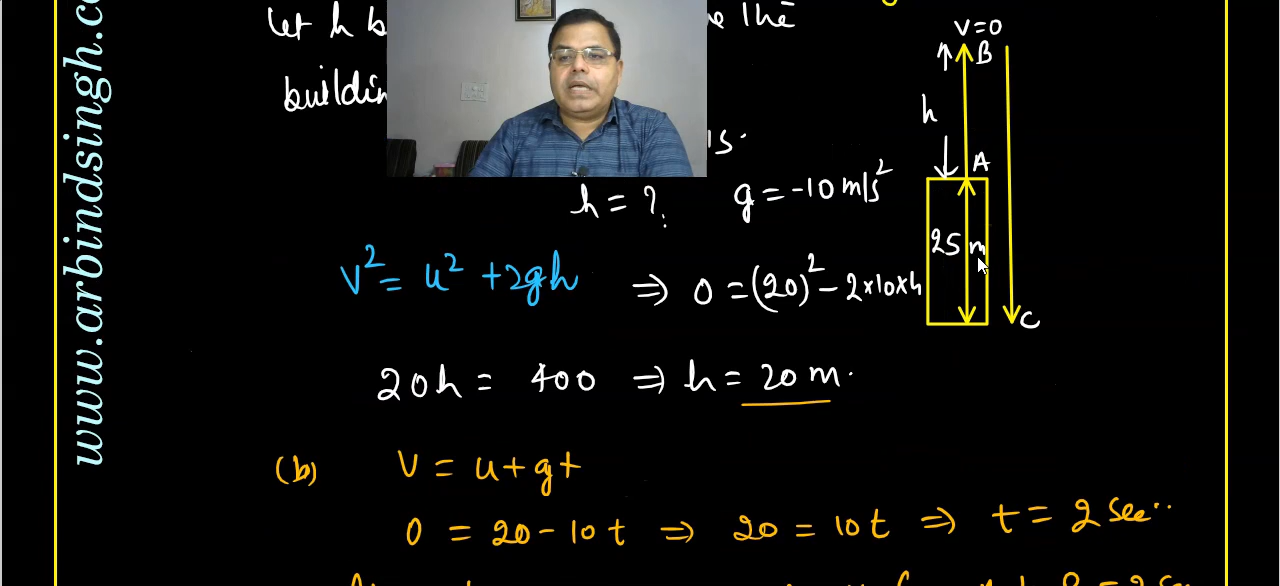 www.arbindsingh.c
Let h b
e the
buildin
is.
h = ? g = -10 m/s²
V² = u² + 2gh ⇒ 0 = (20)² - 2×10×h
20h = 400 ⇒ h = 20 m.
(b) V = u + gt
0 = 20 - 10t ⇒ 20 = 10t ⇒ t = 2 sec..
V = 0
B
h
A
25 m
C